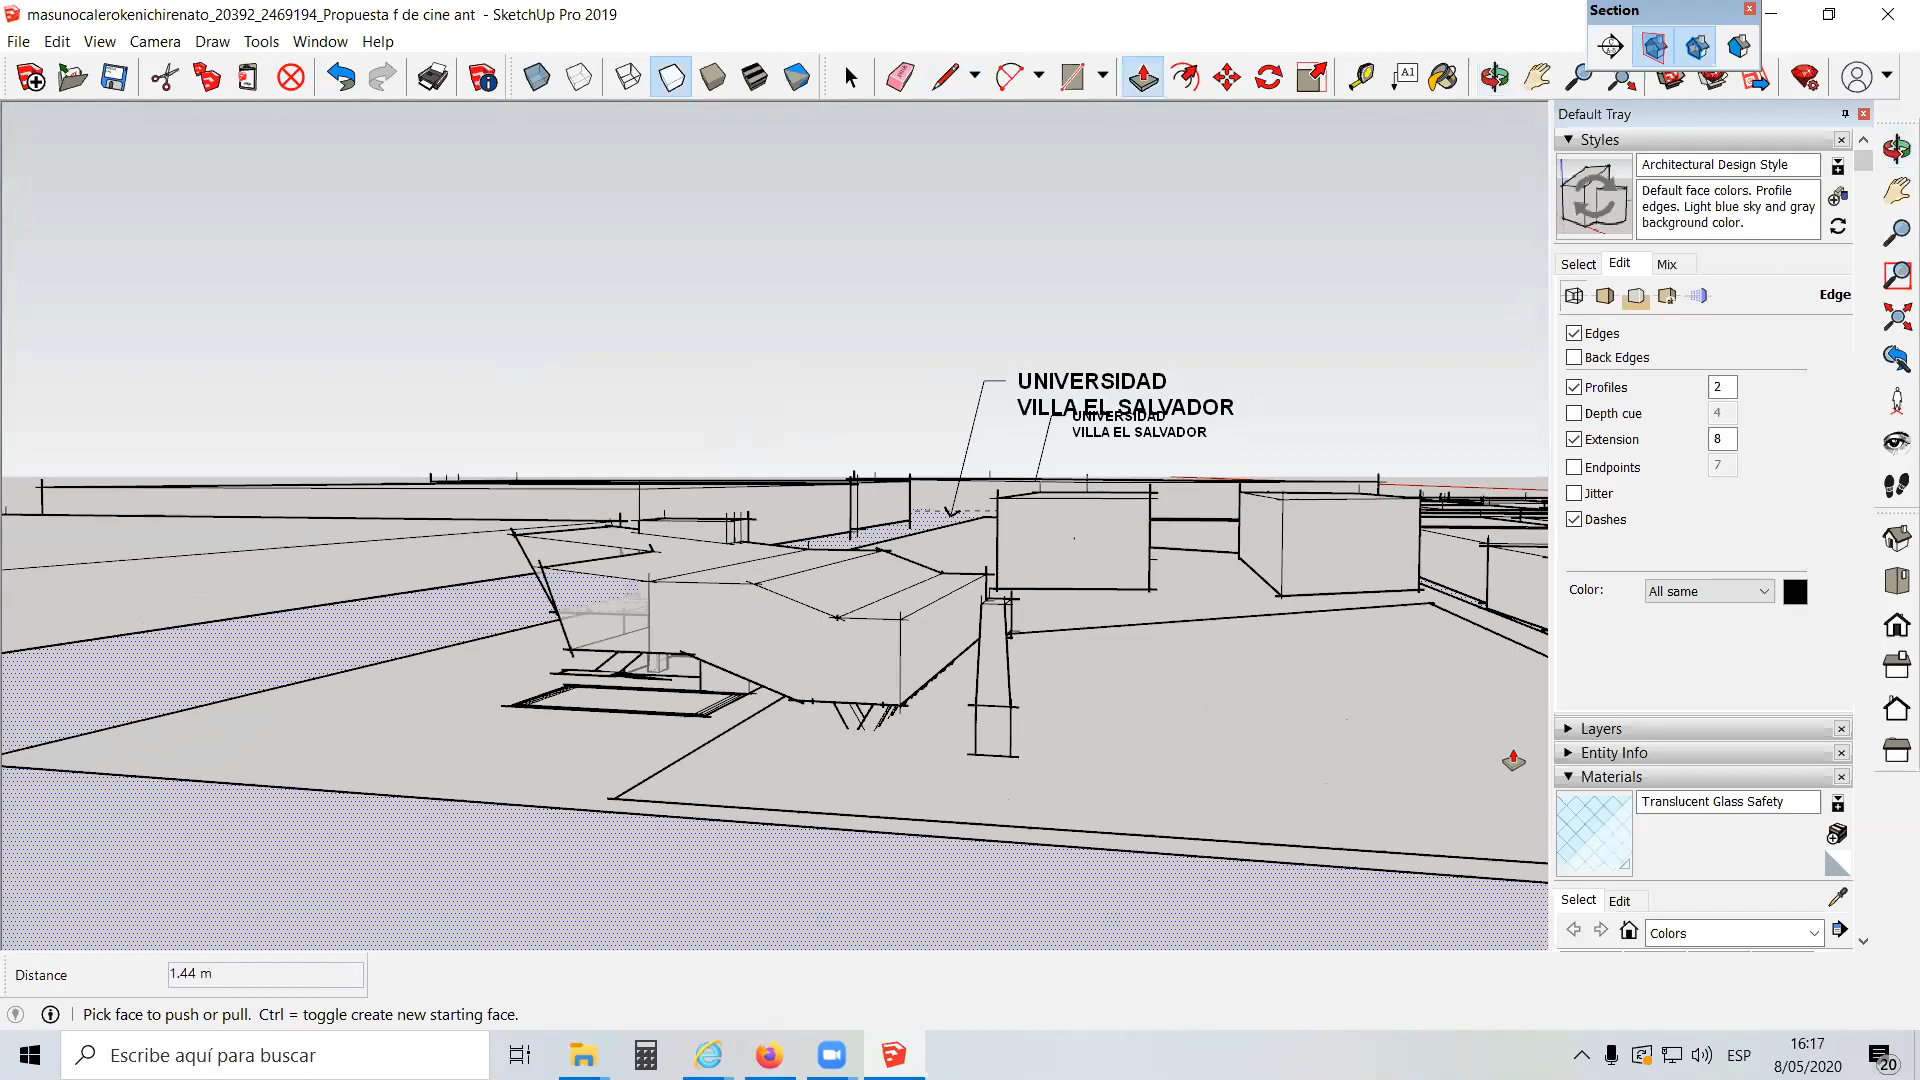 masunocalerokenichirenato_20392_2469194_Propuesta f de cine ant - SketchUp Pro 2019
Section
File Edit View Camera Draw Tools Window Help
A1
Default Tray
Styles
Architectural Design Style
Default face colors. Profile
edges. Light blue sky and gray
background color.
Select Edit Mix
Edge
Edges
Back Edges
Profiles 2
Depth cue 4
Extension 8
Endpoints 7
Jitter
Dashes
Color: All same
UNIVERSIDAD
VILLA EL SALVADOR
UNIVERSIDAD
VILLA EL SALVADOR
Layers
Entity Info
Materials
Translucent Glass Safety
Select Edit
Colors
Distance 1.44 m
Pick face to push or pull. Ctrl = toggle create new starting face.
Escribe aquí para buscar
ESP
16:17
8/05/2020
20